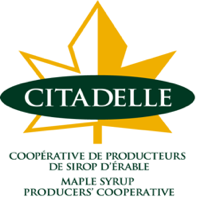 CITADELLE
COOPÉRATIVE DE PRODUCTEURS
DE SIROP D'ÉRABLE
MAPLE SYRUP
PRODUCERS' COOPERATIVE